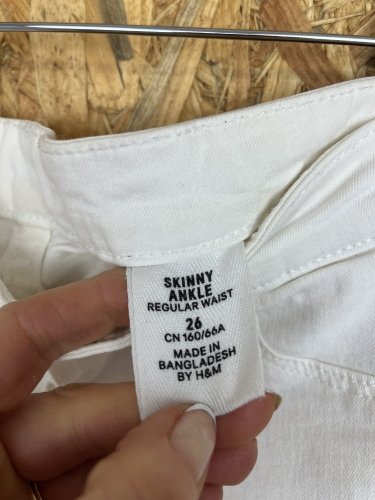 SKINNY
ANKLE
REGULAR WAIST
26
CN 160/66A
MADE IN
BANGLADESH
BY H&M